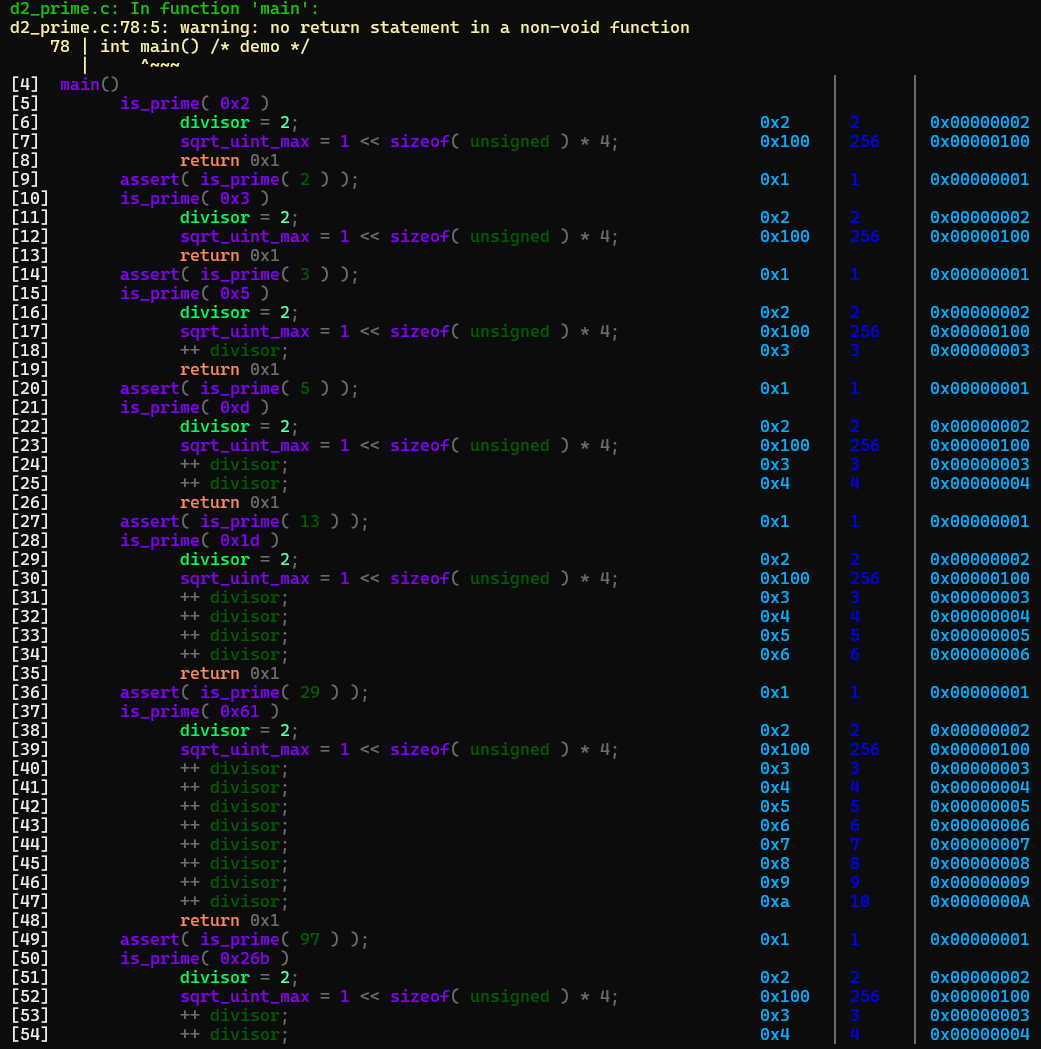 d2_prime.c: In function 'main':
d2_prime.c:78:5: warning: no return statement in a non-void function
    78 | int main() /* demo */
       |     ^~~~
[4]  main()
[5]        is_prime( 0x2 )
[6]              divisor = 2; 0x2 | 2 | 0x00000002
[7]              sqrt_uint_max = 1 << sizeof( unsigned ) * 4; 0x100 | 256 | 0x00000100
[8]              return 0x1
[9]        assert( is_prime( 2 ) ); 0x1 | 1 | 0x00000001
[10]       is_prime( 0x3 )
[11]             divisor = 2; 0x2 | 2 | 0x00000002
[12]             sqrt_uint_max = 1 << sizeof( unsigned ) * 4; 0x100 | 256 | 0x00000100
[13]             return 0x1
[14]       assert( is_prime( 3 ) ); 0x1 | 1 | 0x00000001
[15]       is_prime( 0x5 )
[16]             divisor = 2; 0x2 | 2 | 0x00000002
[17]             sqrt_uint_max = 1 << sizeof( unsigned ) * 4; 0x100 | 256 | 0x00000100
[18]             ++ divisor; 0x3 | 3 | 0x00000003
[19]             return 0x1
[20]       assert( is_prime( 5 ) ); 0x1 | 1 | 0x00000001
[21]       is_prime( 0xd )
[22]             divisor = 2; 0x2 | 2 | 0x00000002
[23]             sqrt_uint_max = 1 << sizeof( unsigned ) * 4; 0x100 | 256 | 0x00000100
[24]             ++ divisor; 0x3 | 3 | 0x00000003
[25]             ++ divisor; 0x4 | 4 | 0x00000004
[26]             return 0x1
[27]       assert( is_prime( 13 ) ); 0x1 | 1 | 0x00000001
[28]       is_prime( 0x1d )
[29]             divisor = 2; 0x2 | 2 | 0x00000002
[30]             sqrt_uint_max = 1 << sizeof( unsigned ) * 4; 0x100 | 256 | 0x00000100
[31]             ++ divisor; 0x3 | 3 | 0x00000003
[32]             ++ divisor; 0x4 | 4 | 0x00000004
[33]             ++ divisor; 0x5 | 5 | 0x00000005
[34]             ++ divisor; 0x6 | 6 | 0x00000006
[35]             return 0x1
[36]       assert( is_prime( 29 ) ); 0x1 | 1 | 0x00000001
[37]       is_prime( 0x61 )
[38]             divisor = 2; 0x2 | 2 | 0x00000002
[39]             sqrt_uint_max = 1 << sizeof( unsigned ) * 4; 0x100 | 256 | 0x00000100
[40]             ++ divisor; 0x3 | 3 | 0x00000003
[41]             ++ divisor; 0x4 | 4 | 0x00000004
[42]             ++ divisor; 0x5 | 5 | 0x00000005
[43]             ++ divisor; 0x6 | 6 | 0x00000006
[44]             ++ divisor; 0x7 | 7 | 0x00000007
[45]             ++ divisor; 0x8 | 8 | 0x00000008
[46]             ++ divisor; 0x9 | 9 | 0x00000009
[47]             ++ divisor; 0xa | 10 | 0x0000000A
[48]             return 0x1
[49]       assert( is_prime( 97 ) ); 0x1 | 1 | 0x00000001
[50]       is_prime( 0x26b )
[51]             divisor = 2; 0x2 | 2 | 0x00000002
[52]             sqrt_uint_max = 1 << sizeof( unsigned ) * 4; 0x100 | 256 | 0x00000100
[53]             ++ divisor; 0x3 | 3 | 0x00000003
[54]             ++ divisor; 0x4 | 4 | 0x00000004